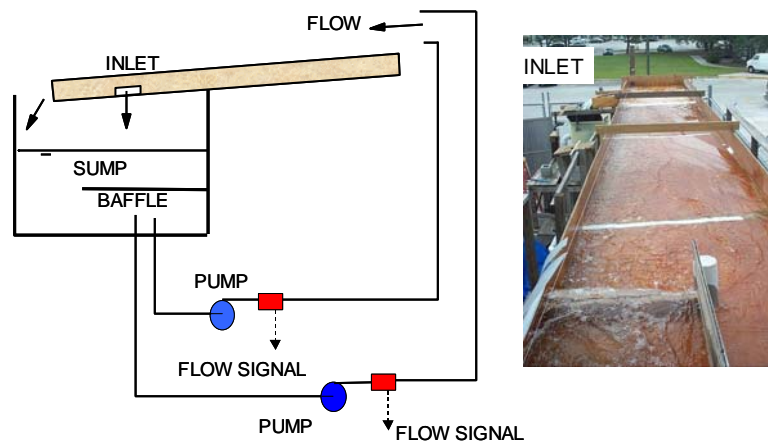 FLOW
INLET
INLET
SUMP
BAFFLE
PUMP
FLOW SIGNAL
PUMP
FLOW SIGNAL